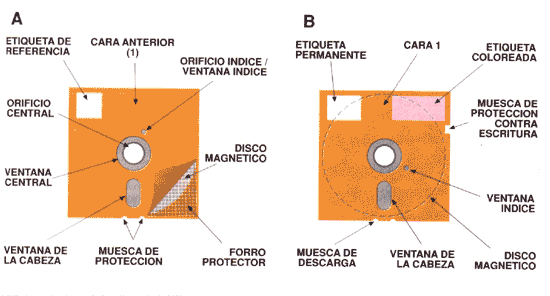 A
ETIQUETA DE
REFERENCIA
CARA ANTERIOR
(1)
ORIFICIO INDICE /
VENTANA INDICE
ORIFICIO
CENTRAL
DISCO
MAGNETICO
VENTANA
CENTRAL
VENTANA DE
LA CABEZA
MUESCA DE
PROTECCION
FORRO
PROTECTOR
B
ETIQUETA
PERMANENTE
CARA 1
ETIQUETA
COLOREADA
MUESCA DE
PROTECCION
CONTRA
ESCRITURA
VENTANA
INDICE
MUESCA DE
DESCARGA
VENTANA DE
LA CABEZA
DISCO
MAGNETICO